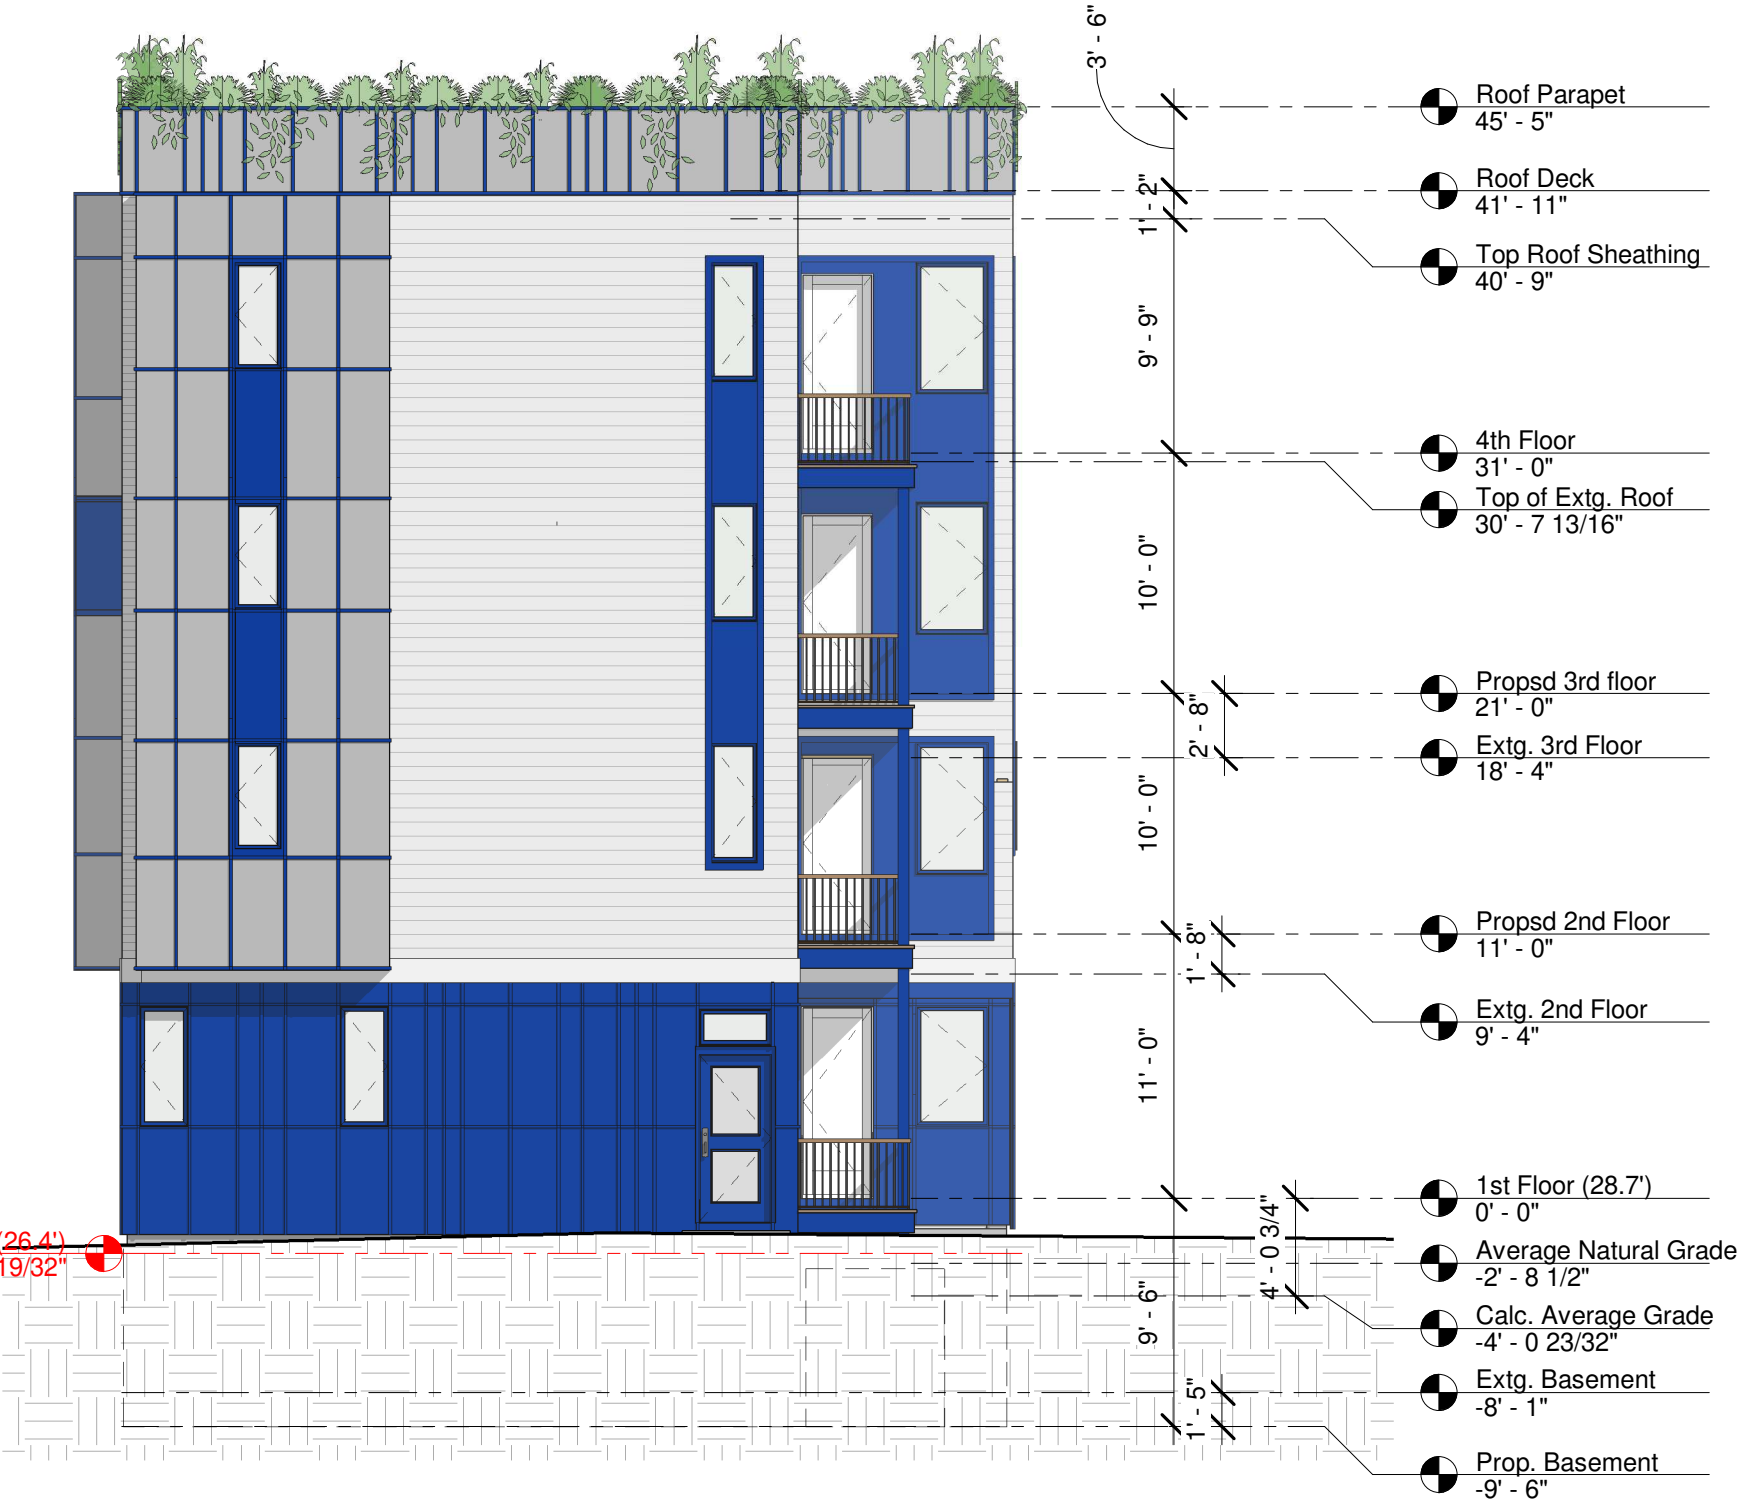 3' - 6"
Roof Parapet
45' - 5"
1' - 2"
Roof Deck
41' - 11"
Top Roof Sheathing
40' - 9"
9' - 9"
4th Floor
31' - 0"
Top of Extg. Roof
30' - 7 13/16"
10' - 0"
Propsd 3rd floor
21' - 0"
2' - 8"
Extg. 3rd Floor
18' - 4"
10' - 0"
Propsd 2nd Floor
11' - 0"
1' - 8"
Extg. 2nd Floor
9' - 4"
11' - 0"
1st Floor (28.7')
0' - 0"
4' - 0 3/4"
(26.4')
19/32"
Average Natural Grade
-2' - 8 1/2"
9' - 6"
Calc. Average Grade
-4' - 0 23/32"
Extg. Basement
-8' - 1"
1' - 5"
Prop. Basement
-9' - 6"